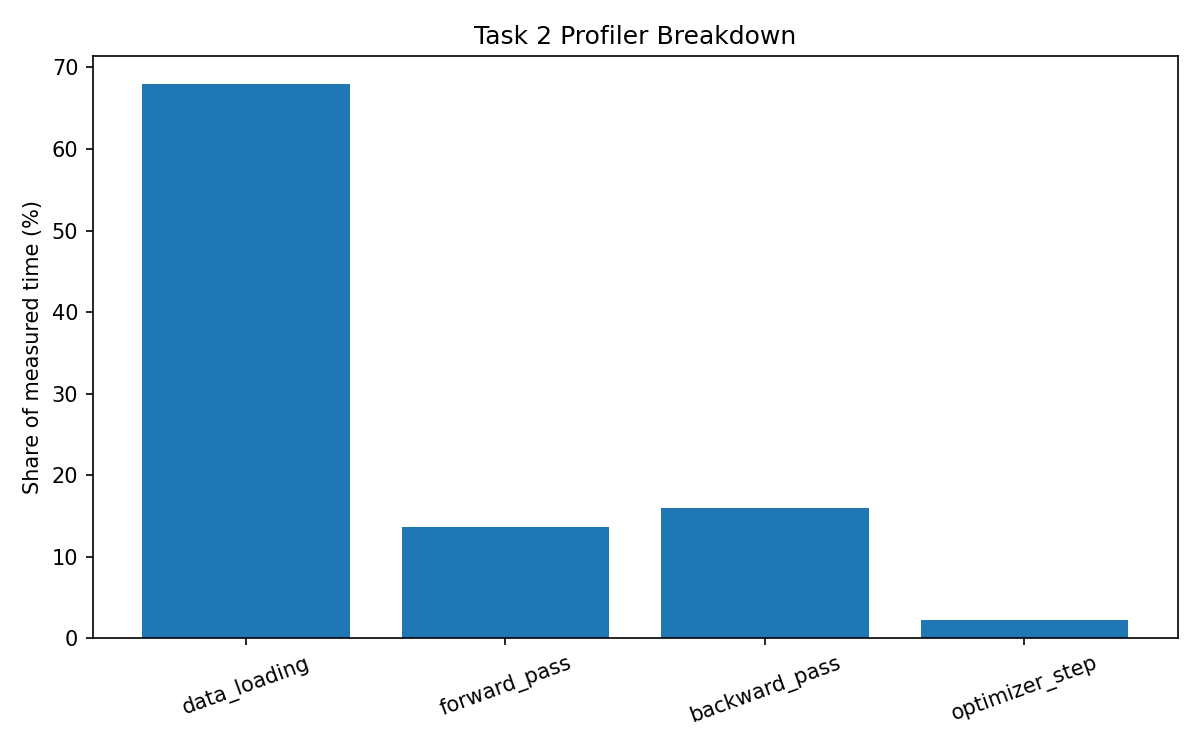 Task 2 Profiler Breakdown
Share of measured time (%)
70
60
50
40
30
20
10
0
data_loading
forward_pass
backward_pass
optimizer_step